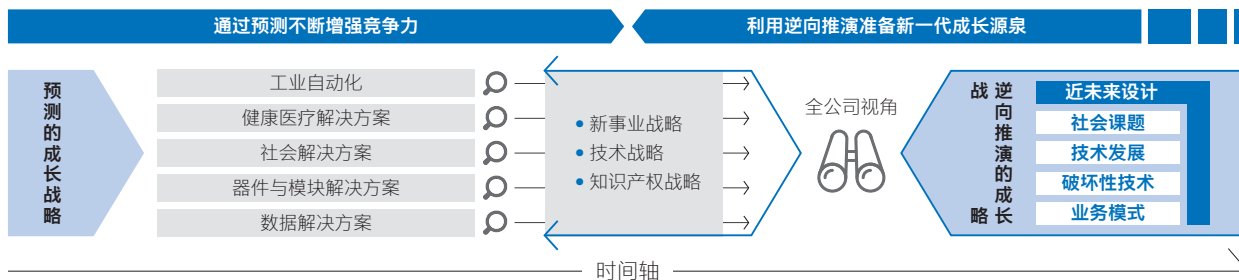 通过预测不断增强竞争力
利用逆向推演准备新一代成长源泉
预测的成长战略
工业自动化
健康医疗解决方案
社会解决方案
器件与模块解决方案
数据解决方案
• 新事业战略
• 技术战略
• 知识产权战略
全公司视角
逆向推演的成长
战略
近未来设计
社会课题
技术发展
破坏性技术
业务模式
时间轴